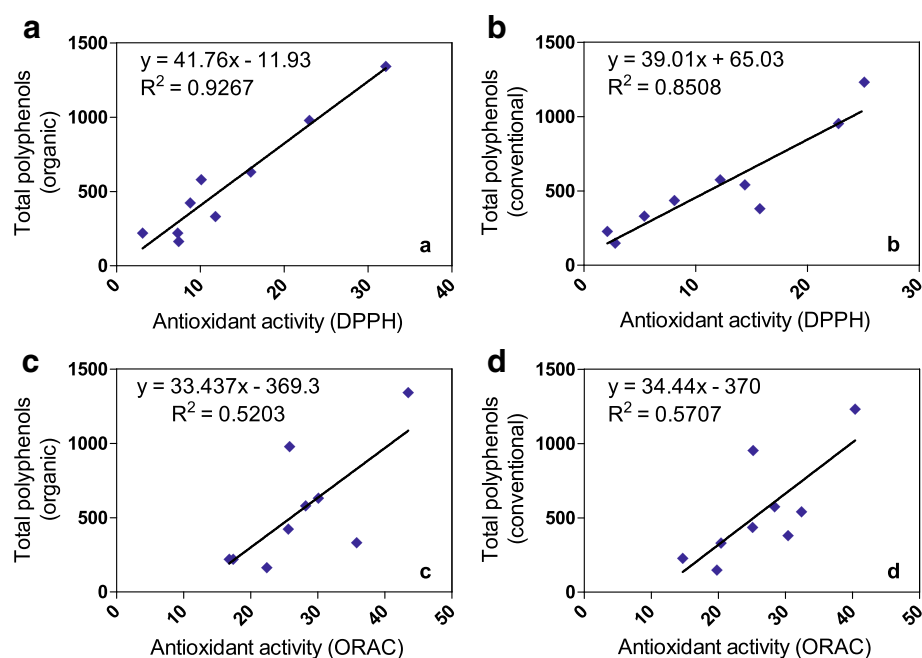 a
y = 41.76x - 11.93
R² = 0.9267
1500
1000
500
0
Total polyphenols
(organic)
a
0 10 20 30 40
Antioxidant activity (DPPH)
b
y = 39.01x + 65.03
R² = 0.8508
1500
1000
500
0
Total polyphenols
(conventional)
b
0 10 20 30
Antioxidant activity (DPPH)
c
y = 33.437x - 369.3
R² = 0.5203
1500
1000
500
0
Total polyphenols
(organic)
c
0 10 20 30 40 50
Antioxidant activity (ORAC)
d
y = 34.44x - 370
R² = 0.5707
1500
1000
500
0
Total polyphenols
(conventional)
d
0 10 20 30 40 50
Antioxidant activity (ORAC)